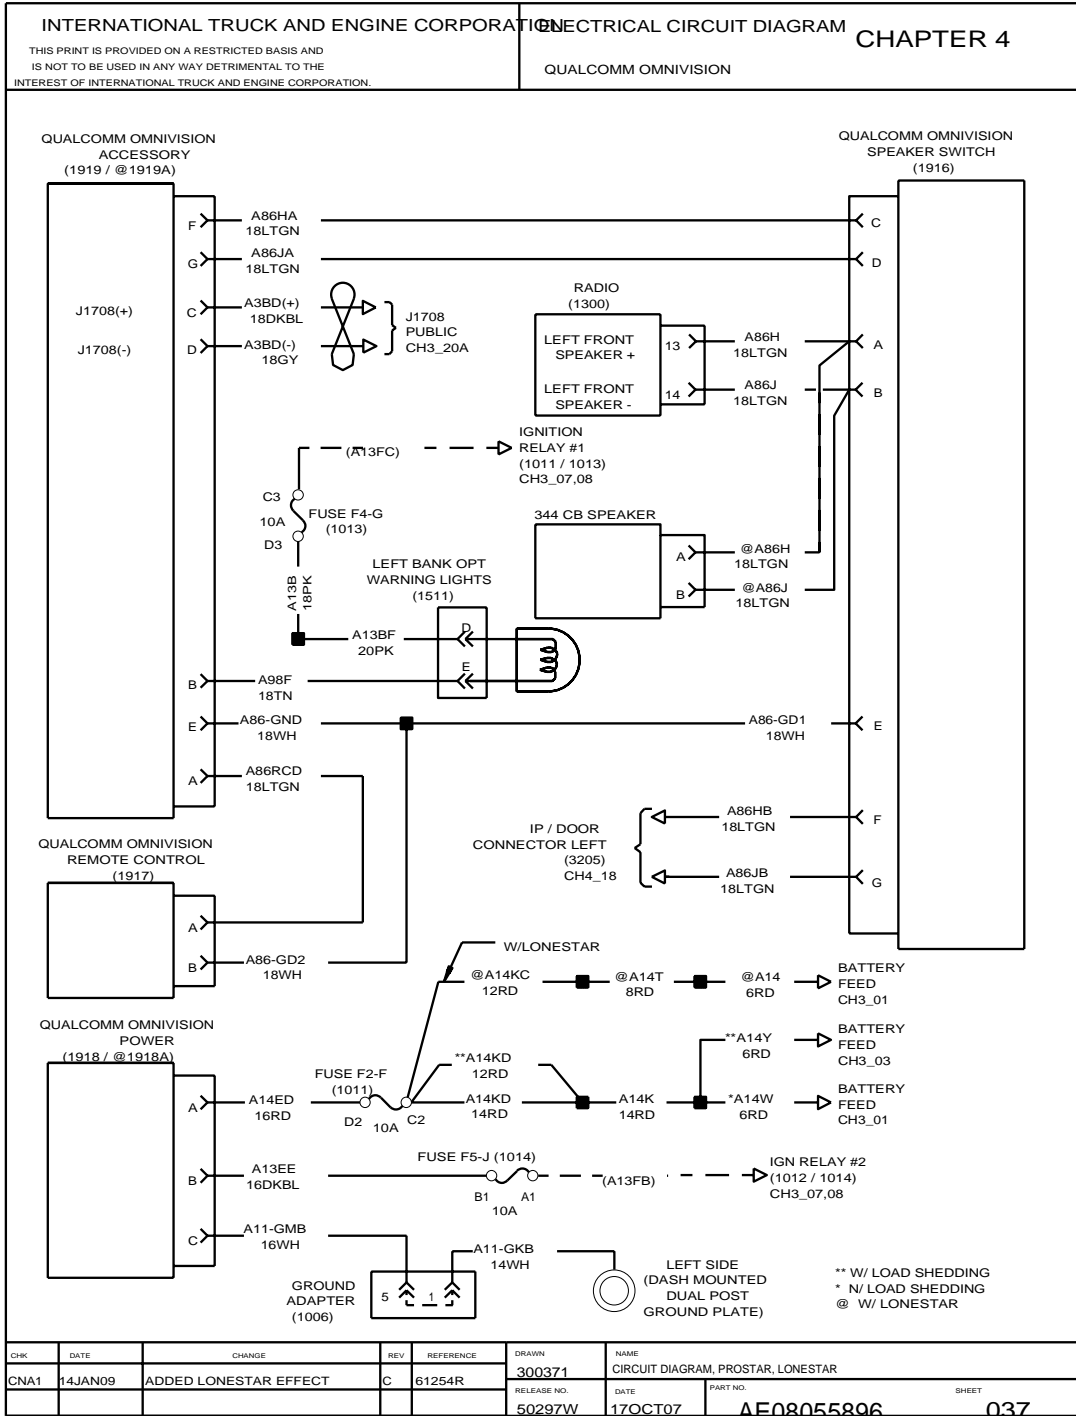 INTERNATIONAL TRUCK AND ENGINE CORPORATION
THIS PRINT IS PROVIDED ON A RESTRICTED BASIS AND
IS NOT TO BE USED IN ANY WAY DETRIMENTAL TO THE
INTEREST OF INTERNATIONAL TRUCK AND ENGINE CORPORATION.
ELECTRICAL CIRCUIT DIAGRAM
CHAPTER 4
QUALCOMM OMNIVISION
QUALCOMM OMNIVISION
ACCESSORY
(1919 / @1919A)
J1708(+)
J1708(-)
F
G
C
D
B
E
A
A86HA
18LTGN
A86JA
18LTGN
A3BD(+)
18DKBL
A3BD(-)
18GY
J1708
PUBLIC
CH3_20A
QUALCOMM OMNIVISION
SPEAKER SWITCH
(1916)
C
D
A
B
E
F
G
RADIO
(1300)
LEFT FRONT
SPEAKER +
13
LEFT FRONT
SPEAKER -
14
A86H
18LTGN
A86J
18LTGN
(A13FC)
IGNITION
RELAY #1
(1011 / 1013)
CH3_07,08
C3
10A
D3
FUSE F4-G
(1013)
A13B
18PK
344 CB SPEAKER
A
B
@A86H
18LTGN
@A86J
18LTGN
LEFT BANK OPT
WARNING LIGHTS
(1511)
D
E
A13BF
20PK
A98F
18TN
A86-GND
18WH
A86-GD1
18WH
A86RCD
18LTGN
IP / DOOR
CONNECTOR LEFT
(3205)
CH4_18
A86HB
18LTGN
A86JB
18LTGN
QUALCOMM OMNIVISION
REMOTE CONTROL
(1917)
A
B
A86-GD2
18WH
W/LONESTAR
@A14KC
12RD
@A14T
8RD
@A14
6RD
BATTERY
FEED
CH3_01
QUALCOMM OMNIVISION
POWER
(1918 / @1918A)
A
B
C
A14ED
16RD
FUSE F2-F
(1011)
D2
10A
C2
**A14KD
12RD
A14KD
14RD
A14K
14RD
**A14Y
6RD
BATTERY
FEED
CH3_03
*A14W
6RD
BATTERY
FEED
CH3_01
A13EE
16DKBL
FUSE F5-J (1014)
B1
A1
10A
(A13FB)
IGN RELAY #2
(1012 / 1014)
CH3_07,08
A11-GMB
16WH
GROUND
ADAPTER
(1006)
5
1
A11-GKB
14WH
LEFT SIDE
(DASH MOUNTED
DUAL POST
GROUND PLATE)
** W/ LOAD SHEDDING
* N/ LOAD SHEDDING
@ W/ LONESTAR
CHK DATE CHANGE REV REFERENCE
CNA1 14JAN09 ADDED LONESTAR EFFECT C 61254R
DRAWN
300371
NAME
CIRCUIT DIAGRAM, PROSTAR, LONESTAR
RELEASE NO.
50297W
DATE
17OCT07
PART NO.
AE08055896
SHEET
037